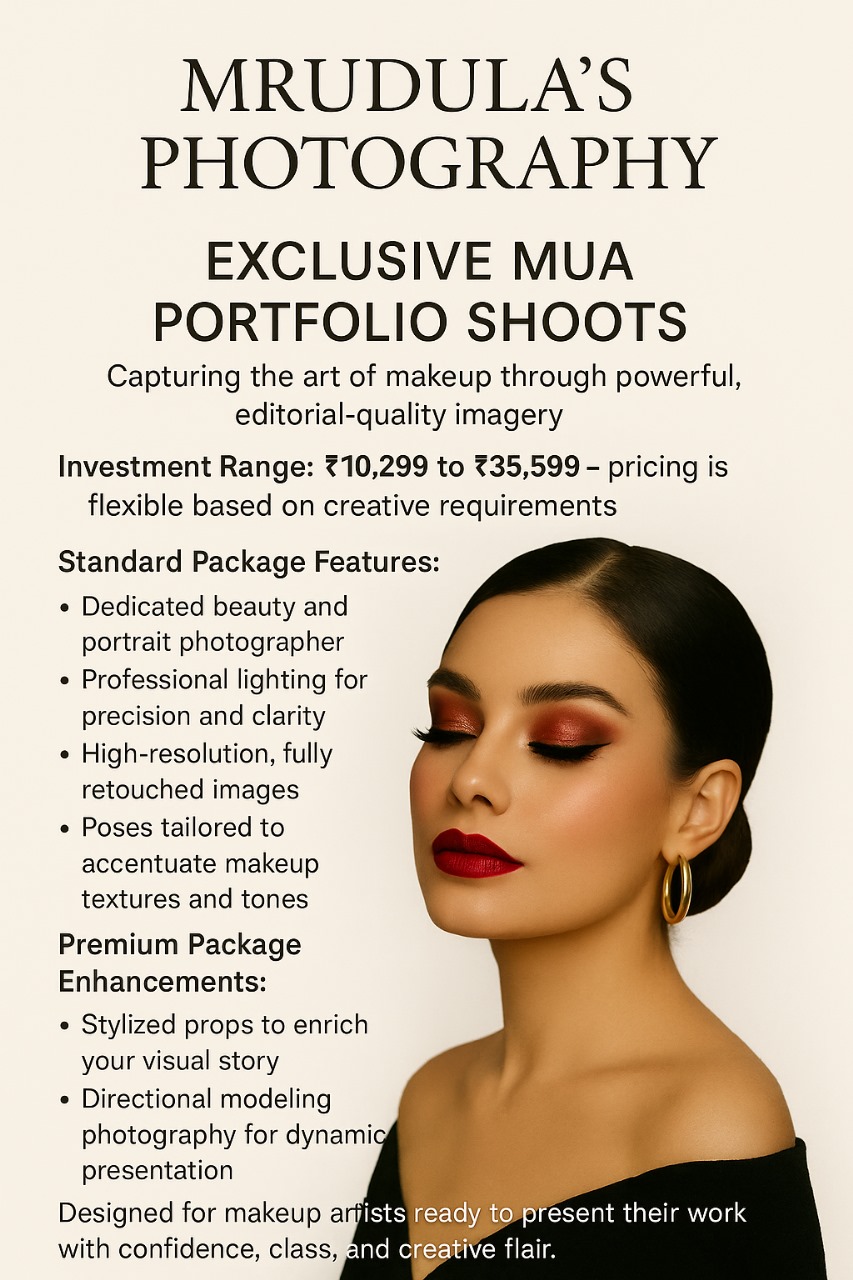 MRUDULA’S
PHOTOGRAPHY
EXCLUSIVE MUA
PORTFOLIO SHOOTS
Capturing the art of makeup through powerful,
editorial-quality imagery
Investment Range: ₹10,299 to ₹35,599 – pricing is
flexible based on creative requirements
Standard Package Features:
• Dedicated beauty and
portrait photographer
• Professional lighting for
precision and clarity
• High-resolution, fully
retouched images
• Poses tailored to
accentuate makeup
textures and tones
Premium Package
Enhancements:
• Stylized props to enrich
your visual story
• Directional modeling
photography for dynamic
presentation
Designed for makeup artists ready to present their work
with confidence, class, and creative flair.